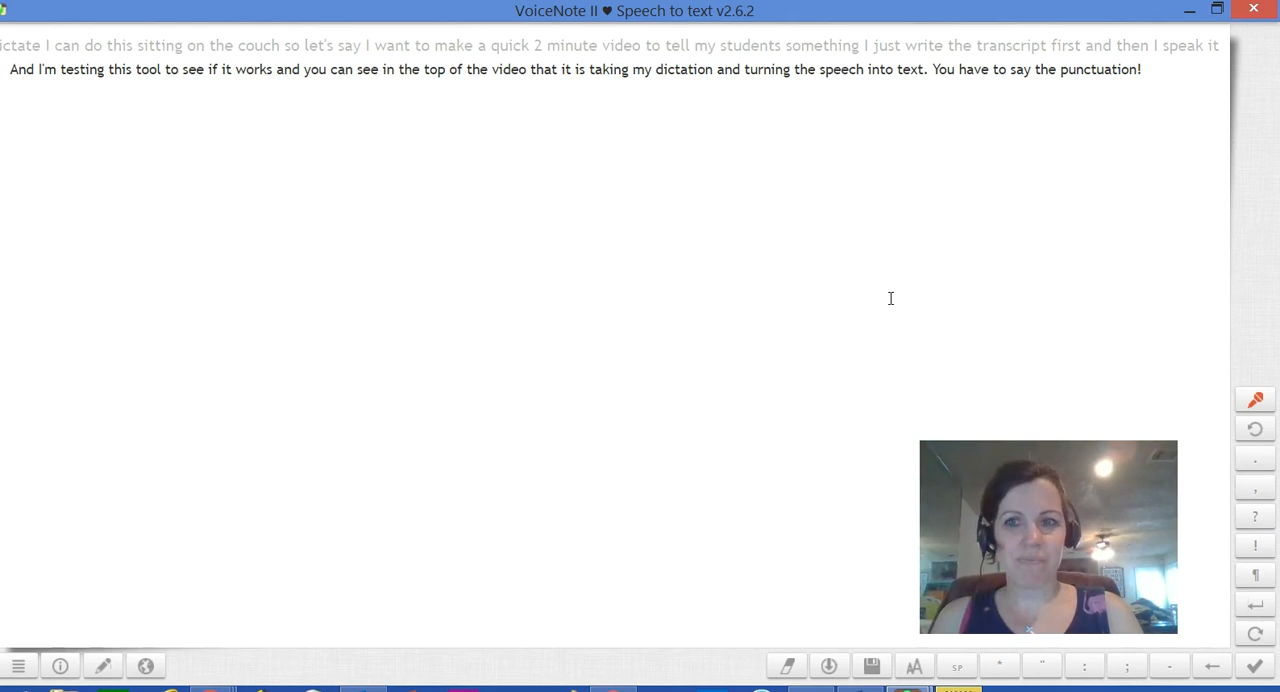 VoiceNote II ♥ Speech to text v2.6.2
ictate I can do this sitting on the couch so let's say I want to make a quick 2 minute video to tell my students something I just write the transcript first and then I speak it
And I'm testing this tool to see if it works and you can see in the top of the video that it is taking my dictation and turning the speech into text. You have to say the punctuation!
.
,
?
!
¶
AA
SP
*
"
:
;
-